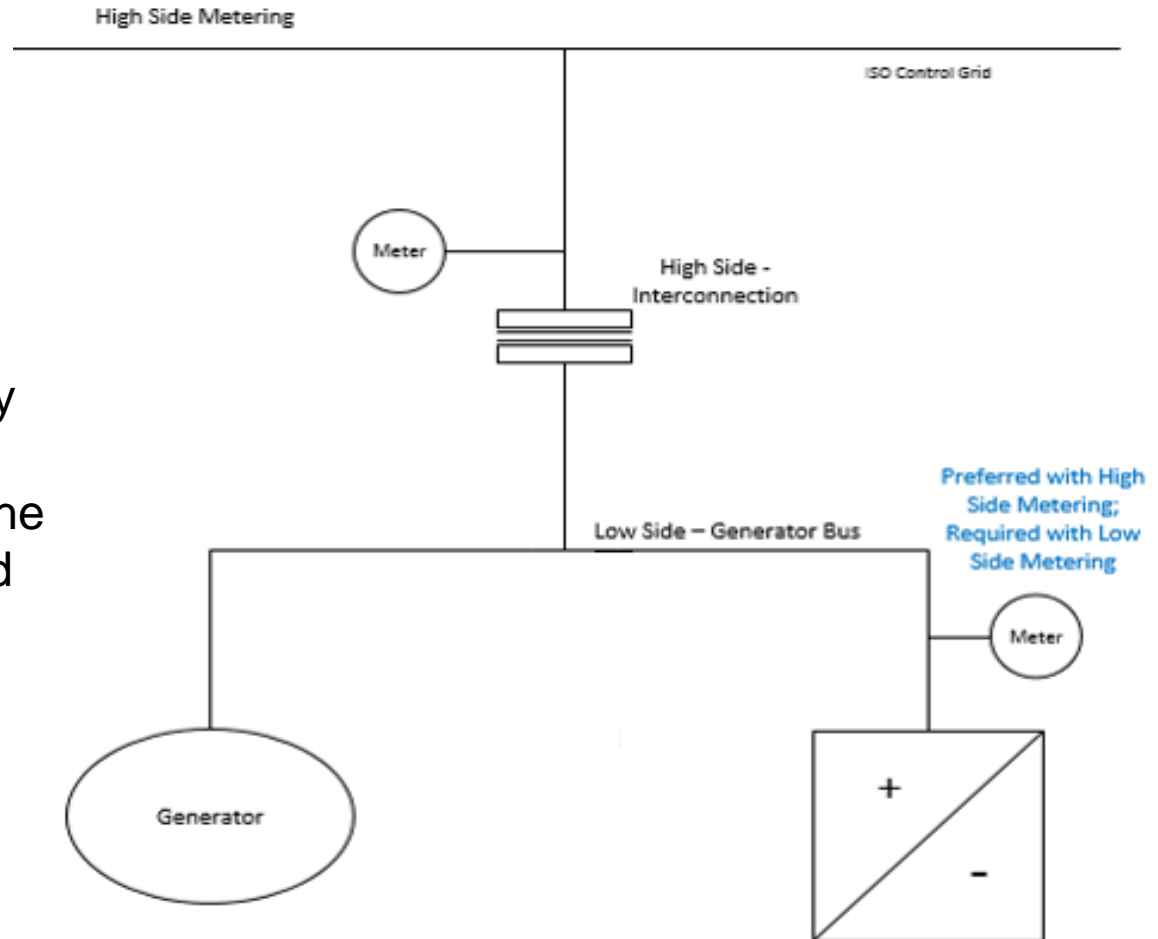 High Side Metering
ISO Control Grid
Meter
High Side -
Interconnection
y
ne
d
Preferred with High
Side Metering;
Required with Low
Side Metering
Low Side – Generator Bus
Meter
Generator
+
-